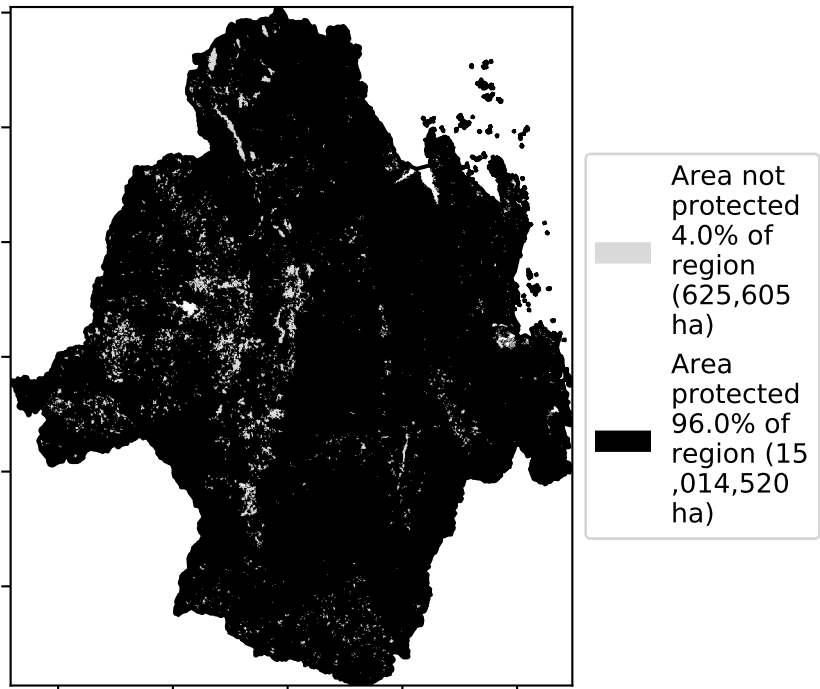 Area not
protected
4.0% of
region
(625,605
ha)
Area
protected
96.0% of
region (15
,014,520
ha)